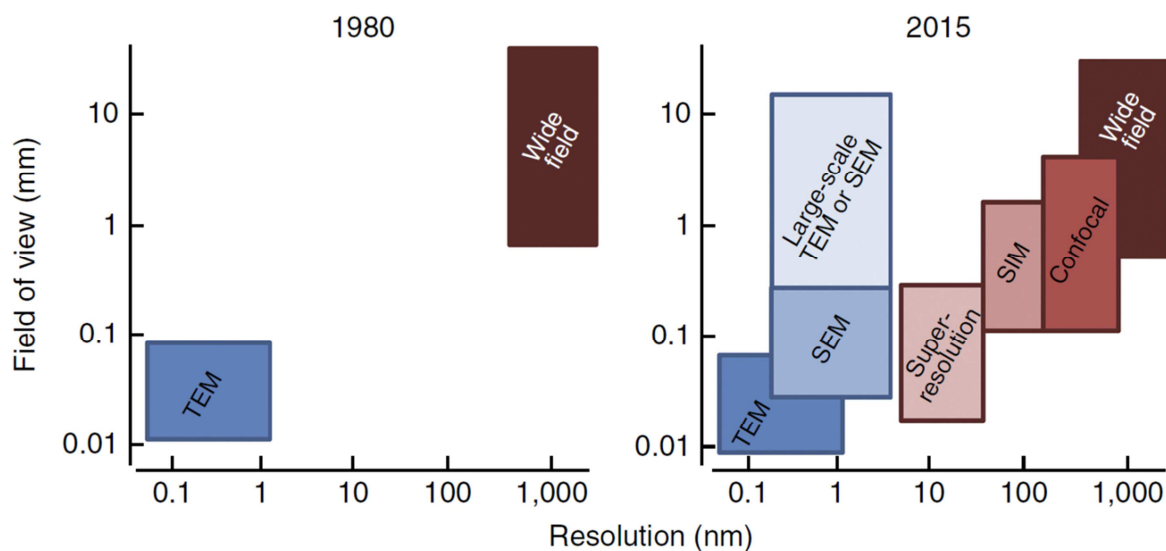 1980
2015
Field of view (mm)
10
1
0.1
0.01
TEM
Wide
field
0.1
1
10
100
1,000
10
1
0.1
0.01
Large-scale
TEM or SEM
SEM
TEM
Super-
resolution
SIM
Confocal
Wide
field
0.1
1
10
100
1,000
Resolution (nm)